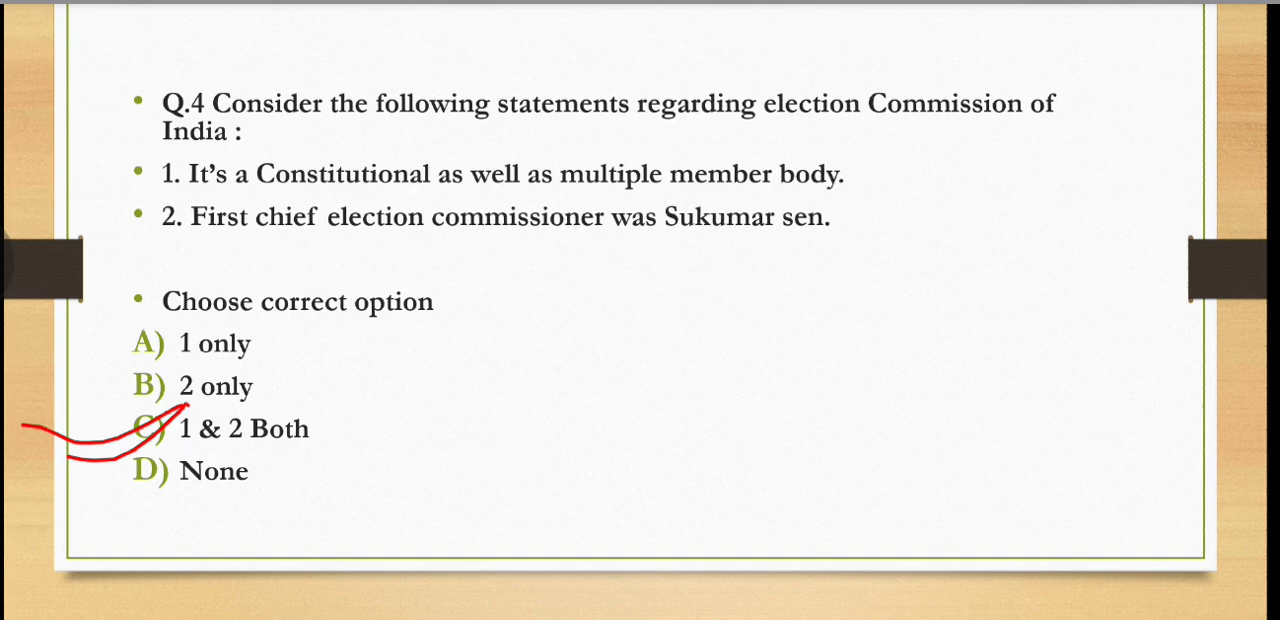 • Q.4 Consider the following statements regarding election Commission of
India :
• 1. It’s a Constitutional as well as multiple member body.
• 2. First chief election commissioner was Sukumar sen.
• Choose correct option
A) 1 only
B) 2 only
C) 1 & 2 Both
D) None